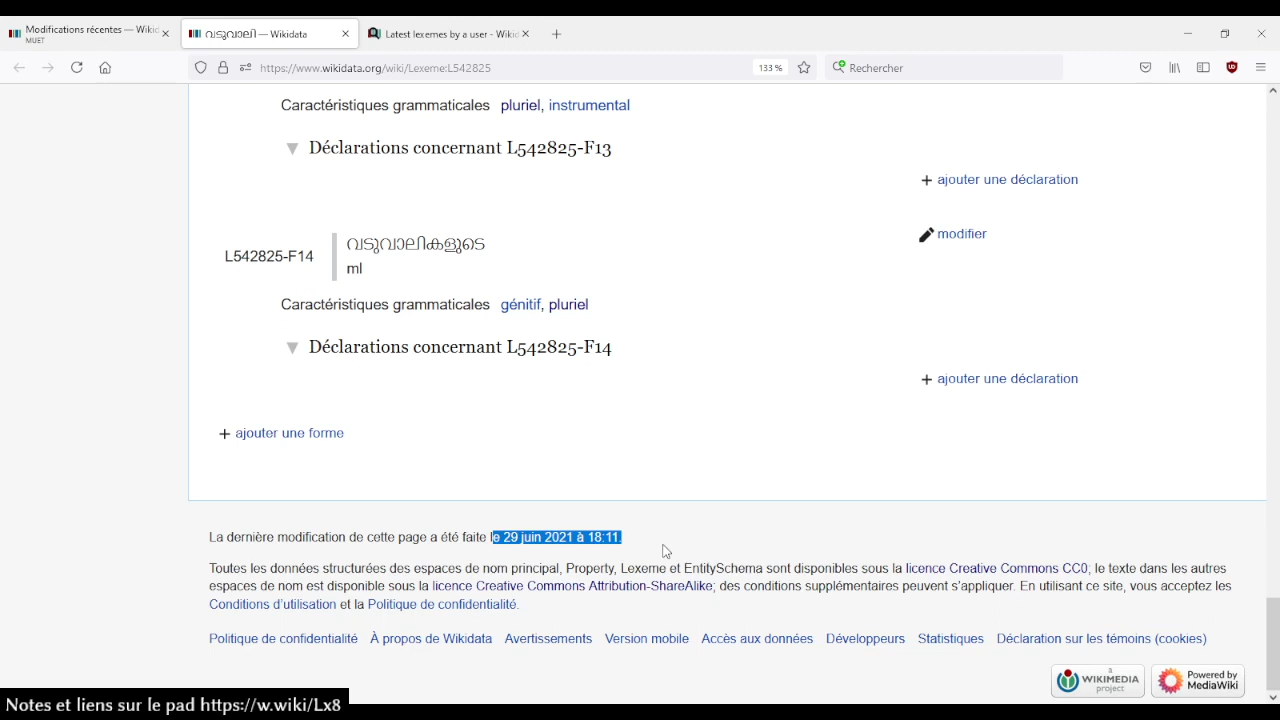 Modifications récentes — Wikid
MUET
വടുവാലി — Wikidata
Latest lexemes by a user - Wikid
https://www.wikidata.org/wiki/Lexeme:L542825
133 %
Rechercher
Caractéristiques grammaticales pluriel, instrumental
Déclarations concernant L542825-F13
+ ajouter une déclaration
modifier
L542825-F14
വടുവാലികളുടെ
ml
Caractéristiques grammaticales génitif, pluriel
Déclarations concernant L542825-F14
+ ajouter une déclaration
+ ajouter une forme
La dernière modification de cette page a été faite le 29 juin 2021 à 18:11.
Toutes les données structurées des espaces de nom principal, Property, Lexeme et EntitySchema sont disponibles sous la licence Creative Commons CC0; le texte dans les autres
espaces de nom est disponible sous la licence Creative Commons Attribution-ShareAlike; des conditions supplémentaires peuvent s'appliquer. En utilisant ce site, vous acceptez les
Conditions d'utilisation et la Politique de confidentialité.
Politique de confidentialité À propos de Wikidata Avertissements Version mobile Accès aux données Développeurs Statistiques Déclaration sur les témoins (cookies)
a
WIKIMEDIA
project
Powered by
MediaWiki
Notes et liens sur le pad https://w.wiki/Lx8